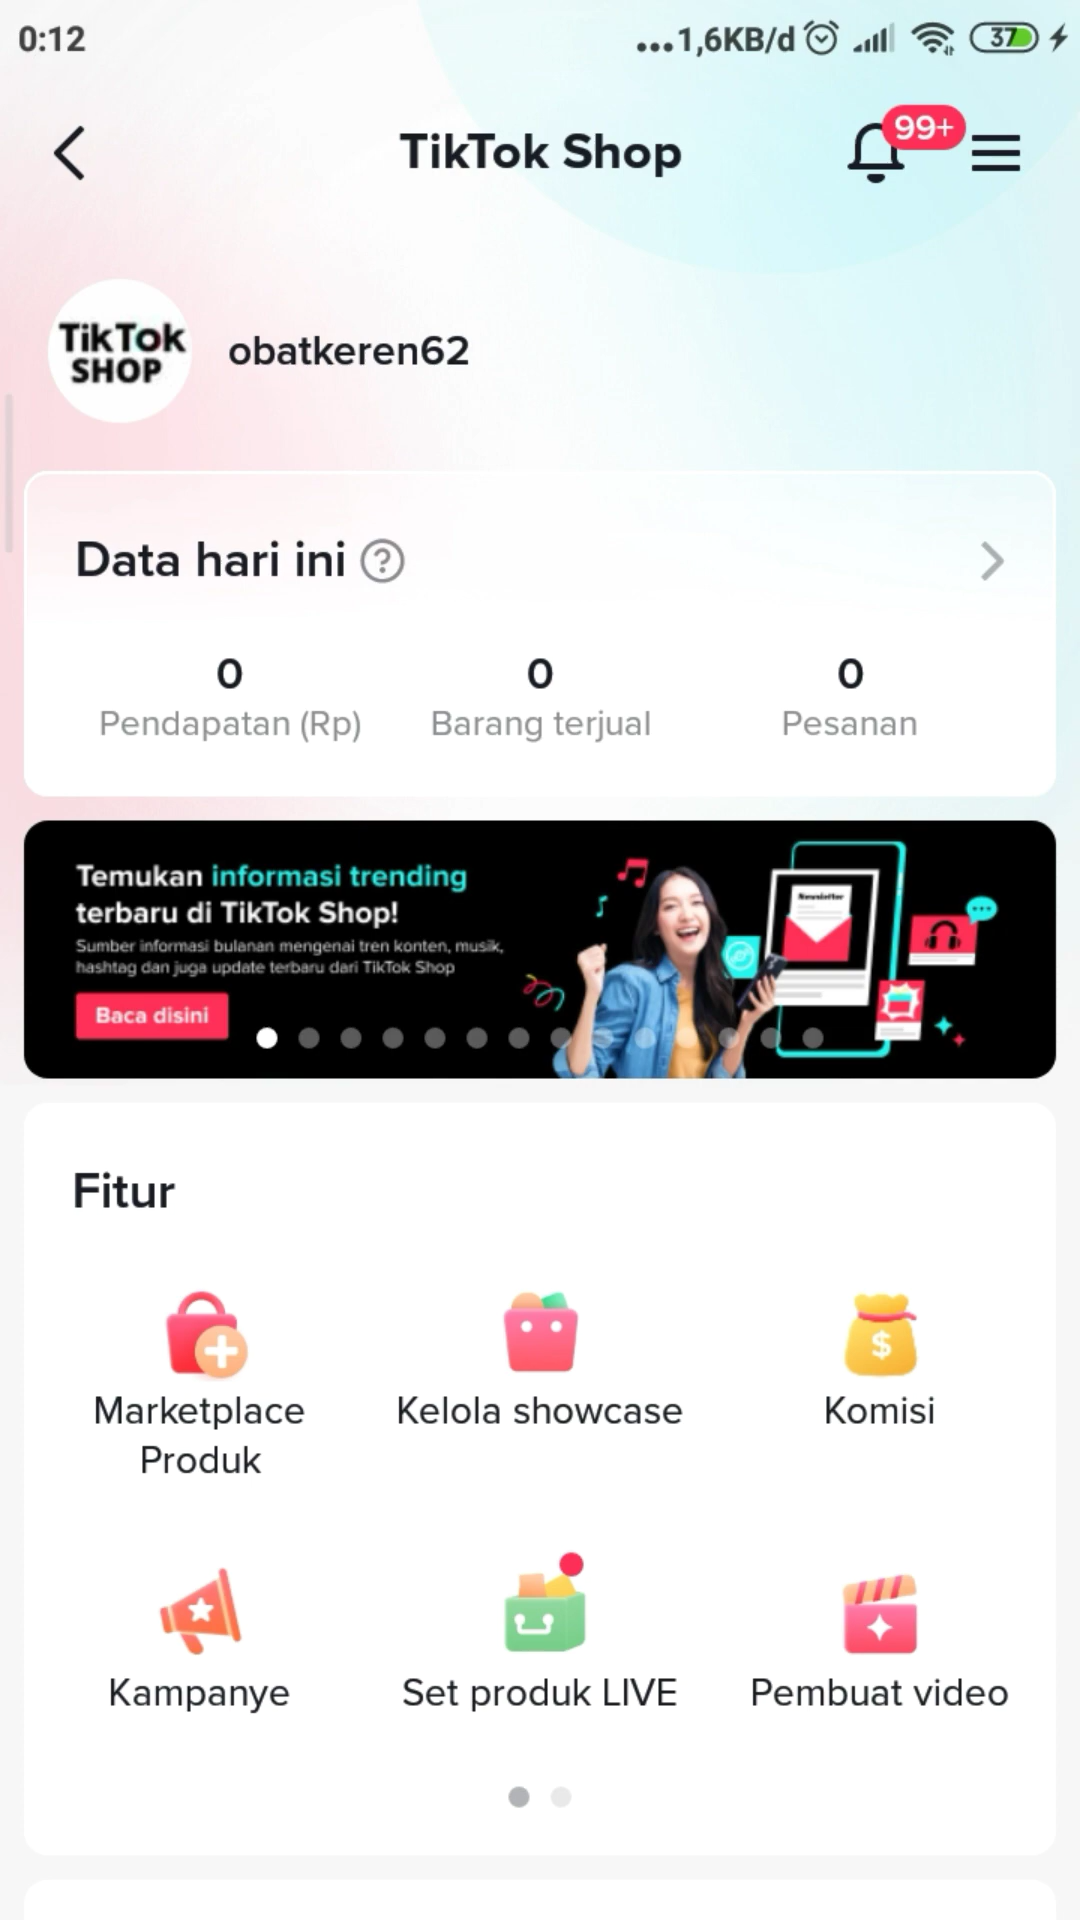 0:12
...1,6KB/d
37
TikTok Shop
99+
TikTok
SHOP
obatkeren62
Data hari ini ?
0
Pendapatan (Rp)
0
Barang terjual
0
Pesanan
Temukan informasi trending
terbaru di TikTok Shop!
Sumber informasi bulanan mengenai tren konten, musik,
hashtag dan juga update terbaru dari TikTok Shop
Baca disini
Newsletter
Fitur
Marketplace
Produk
Kelola showcase
$
Komisi
Kampanye
Set produk LIVE
Pembuat video